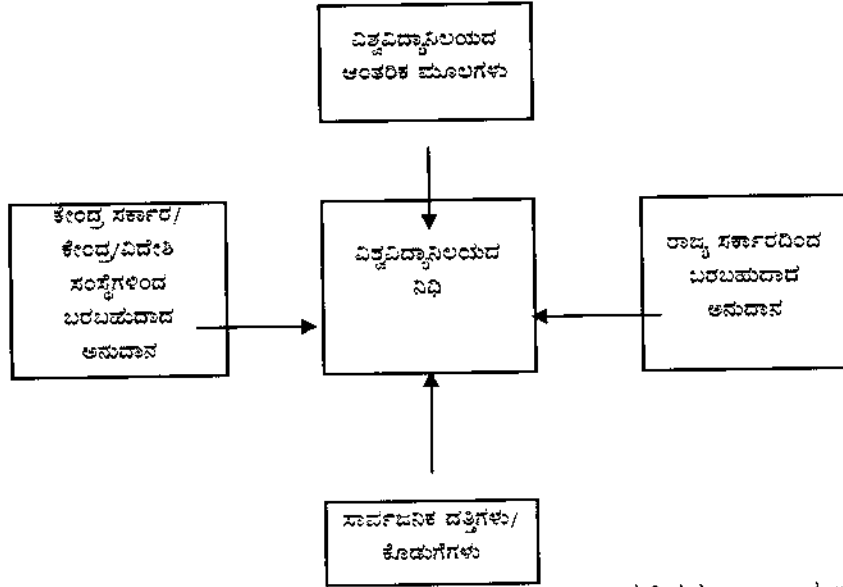 ವಿಶ್ವವಿದ್ಯಾನಿಲಯದ
ಆಂತರಿಕ ಮೂಲಗಳು
ಕೇಂದ್ರ ಸರ್ಕಾರ/
ಕೇಂದ್ರ/ವಿದೇಶಿ
ಸಂಸ್ಥೆಗಳಿಂದ
ಬರಬಹುದಾದ
ಅನುದಾನ
ವಿಶ್ವವಿದ್ಯಾನಿಲಯದ
ನಿಧಿ
ರಾಜ್ಯ ಸರ್ಕಾರದಿಂದ
ಬರಬಹುದಾದ
ಅನುದಾನ
ಸಾರ್ವಜನಿಕ ದತ್ತಿಗಳು/
ಕೊಡುಗೆಗಳು